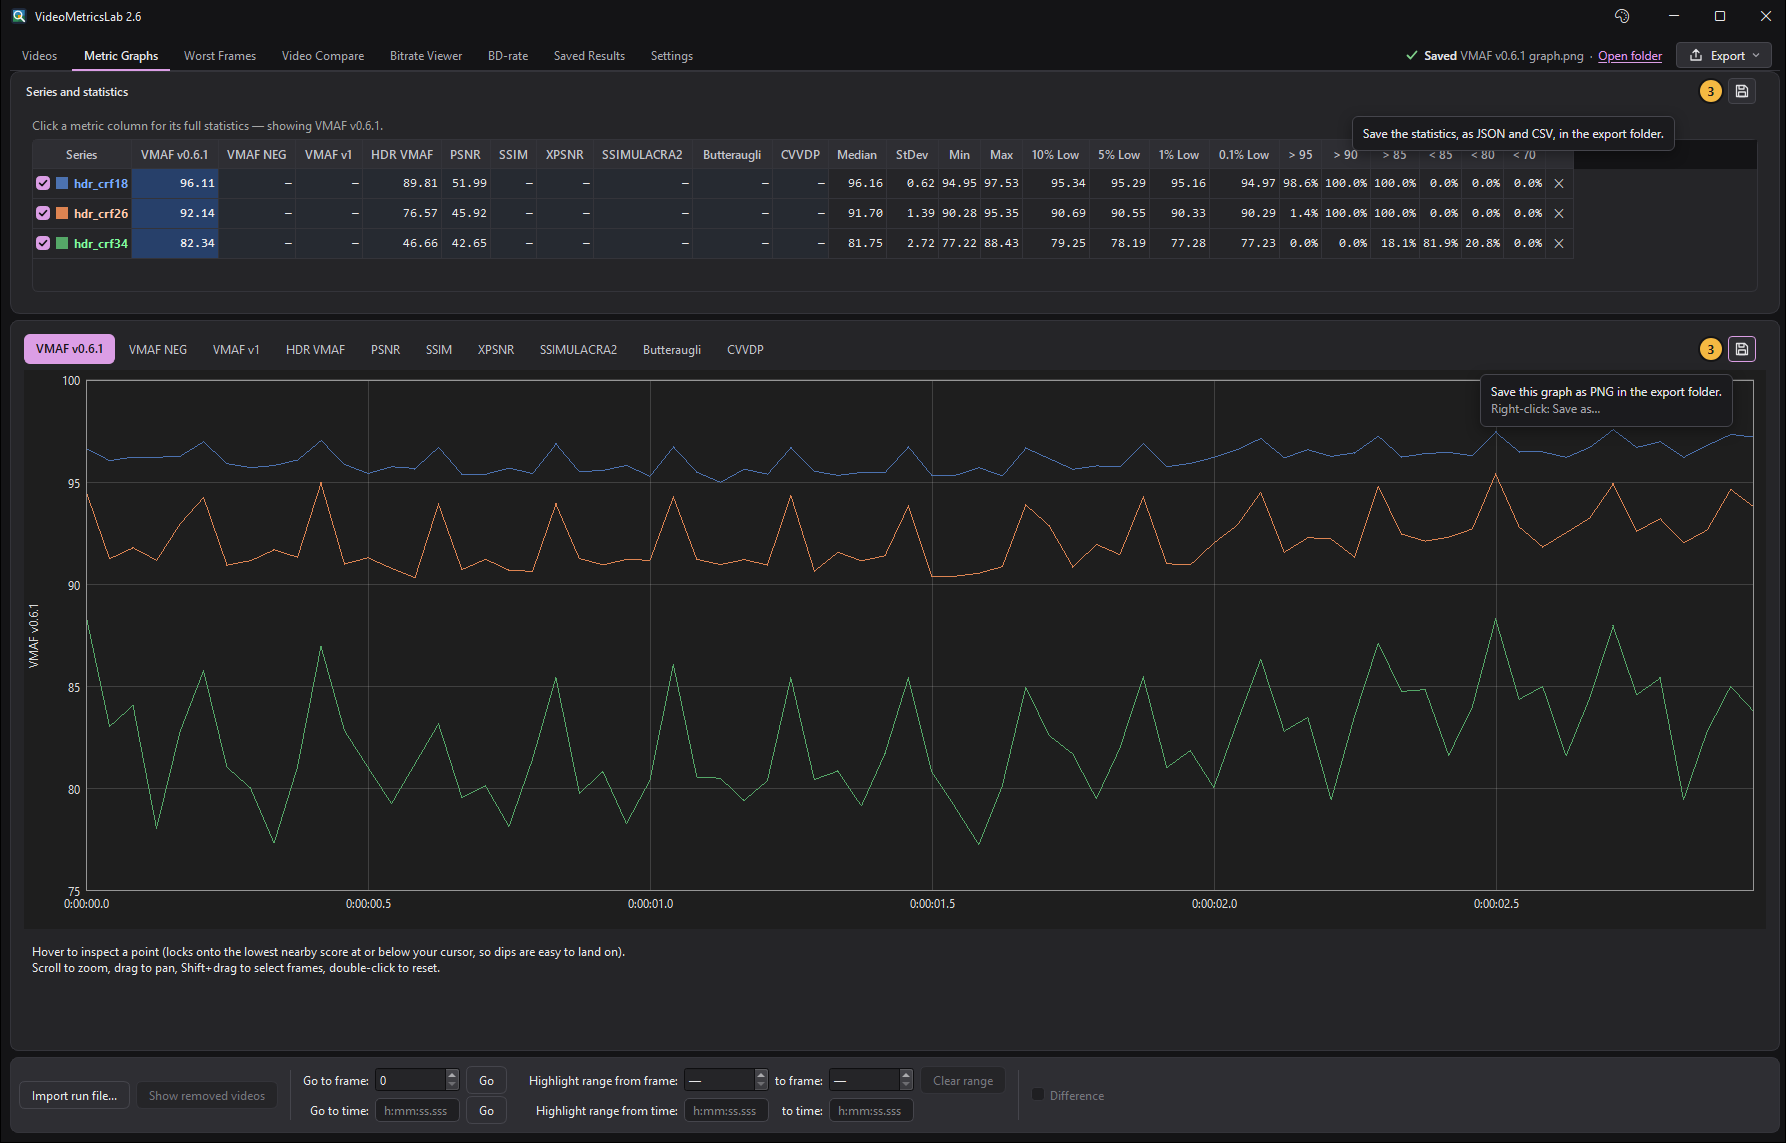 VideoMetricsLab 2.6
Videos Metric Graphs Worst Frames Video Compare Bitrate Viewer BD-rate Saved Results Settings Saved VMAF v0.6.1 graph.png · Open folder Export
Series and statistics 3
Click a metric column for its full statistics — showing VMAF v0.6.1.
Save the statistics, as JSON and CSV, in the export folder.
Series VMAF v0.6.1 VMAF NEG VMAF v1 HDR VMAF PSNR SSIM XPSNR SSIMULACRA2 Butteraugli CVVDP Median StDev Min Max 10% Low 5% Low 1% Low 0.1% Low > 95 > 90 > 85 < 85 < 80 < 70
hdr_crf18 96.11 – – 89.81 51.99 – – – – – 96.16 0.62 94.95 97.53 95.34 95.29 95.16 94.97 98.6% 100.0% 100.0% 0.0% 0.0% 0.0%
hdr_crf26 92.14 – – 76.57 45.92 – – – – – 91.70 1.39 90.28 95.35 90.69 90.55 90.33 90.29 1.4% 100.0% 100.0% 0.0% 0.0% 0.0%
hdr_crf34 82.34 – – 46.66 42.65 – – – – – 81.75 2.72 77.22 88.43 79.25 78.19 77.28 77.23 0.0% 0.0% 18.1% 81.9% 20.8% 0.0%
VMAF v0.6.1 VMAF NEG VMAF v1 HDR VMAF PSNR SSIM XPSNR SSIMULACRA2 Butteraugli CVVDP 3
Save this graph as PNG in the export folder.
Right-click: Save as...
100
95
90
85
80
75
VMAF v0.6.1
0:00:00.0 0:00:00.5 0:00:01.0 0:00:01.5 0:00:02.0 0:00:02.5
Hover to inspect a point (locks onto the lowest nearby score at or below your cursor, so dips are easy to land on).
Scroll to zoom, drag to pan, Shift+drag to select frames, double-click to reset.
Import run file... Show removed videos
Go to frame: 0 Go Highlight range from frame: — to frame: — Clear range
Go to time: h:mm:ss.sss Go Highlight range from time: h:mm:ss.sss to time: h:mm:ss.sss
Difference